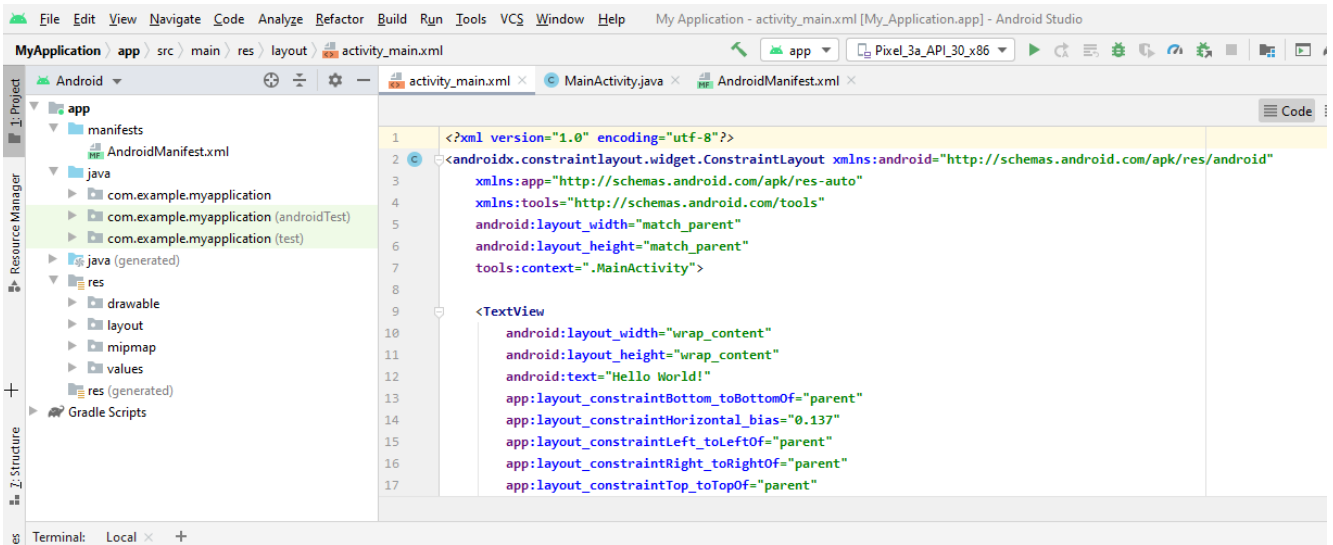 File Edit View Navigate Code Analyze Refactor Build Run Tools VCS Window Help My Application - activity_main.xml [My_Application.app] - Android Studio
MyApplication app src main res layout activity_main.xml app Pixel_3a_API_30_x86
Android activity_main.xml MainActivity.java AndroidManifest.xml
1: Project
Resource Manager
7: Structure
app
manifests
MF AndroidManifest.xml
java
com.example.myapplication
com.example.myapplication (androidTest)
com.example.myapplication (test)
java (generated)
res
drawable
layout
mipmap
values
res (generated)
Gradle Scripts
Code
1 <?xml version="1.0" encoding="utf-8"?>
2 C <androidx.constraintlayout.widget.ConstraintLayout xmlns:android="http://schemas.android.com/apk/res/android"
3 xmlns:app="http://schemas.android.com/apk/res-auto"
4 xmlns:tools="http://schemas.android.com/tools"
5 android:layout_width="match_parent"
6 android:layout_height="match_parent"
7 tools:context=".MainActivity">
8
9 <TextView
10 android:layout_width="wrap_content"
11 android:layout_height="wrap_content"
12 android:text="Hello World!"
13 app:layout_constraintBottom_toBottomOf="parent"
14 app:layout_constraintHorizontal_bias="0.137"
15 app:layout_constraintLeft_toLeftOf="parent"
16 app:layout_constraintRight_toRightOf="parent"
17 app:layout_constraintTop_toTopOf="parent"
Terminal: Local